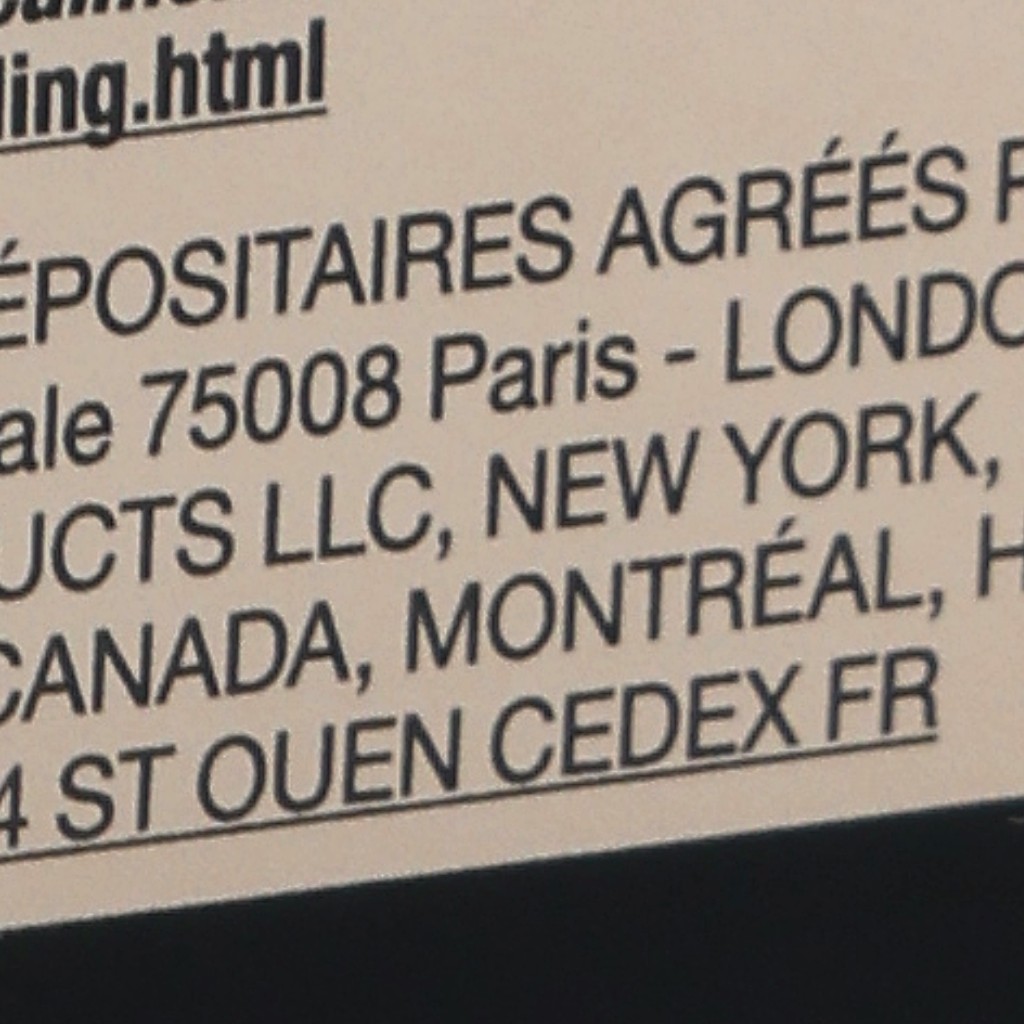 ling.html
ÉPOSITAIRES AGRÉÉS
ale 75008 Paris - LONDO
UCTS LLC, NEW YORK,
CANADA, MONTRÉAL, H
4 ST OUEN CEDEX FR